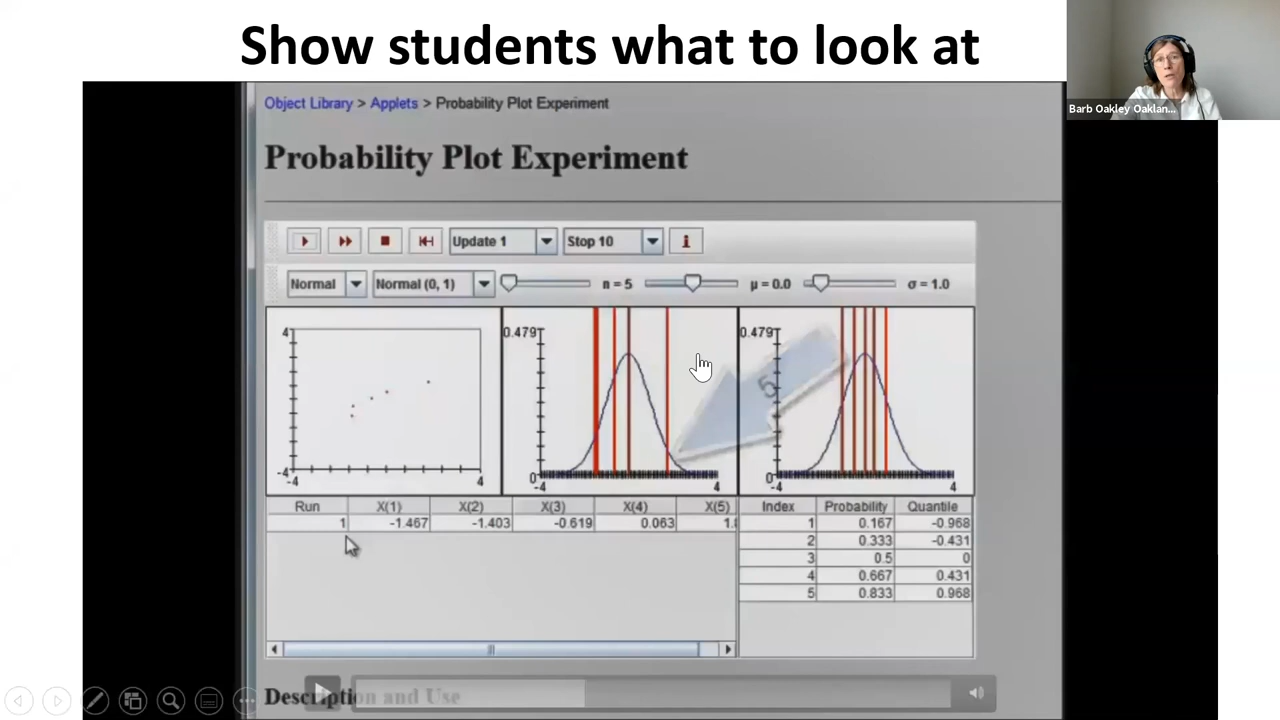 Show students what to look at
Barb Oakley Oaklan...
Object Library > Applets > Probability Plot Experiment
Probability Plot Experiment
Update 1 Stop 10
Normal Normal (0, 1) n = 5 μ = 0.0 σ = 1.0
4 0.479 0.479
5
-4 0 0
-4 4 -4 4 -4 4
Run X(1) X(2) X(3) X(4) X(5) Index Probability Quantile
1 -1.467 -1.403 -0.619 0.063 1 0.167 -0.968
2 0.333 -0.431
3 0.5 0
4 0.667 0.431
5 0.833 0.968
Description and Use